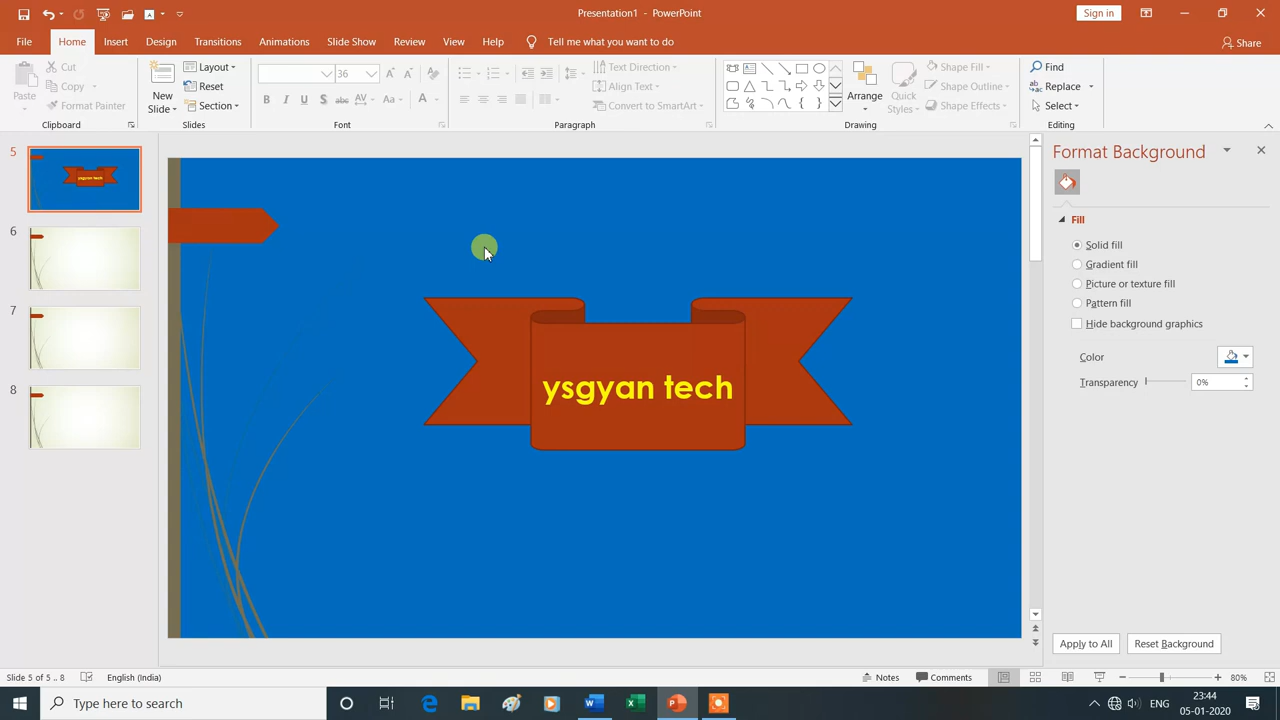 Presentation1 - PowerPoint
Sign in
File Home Insert Design Transitions Animations Slide Show Review View Help Tell me what you want to do Share
Paste Cut Copy Format Painter Clipboard
New Slide Layout Reset Section Slides
36
B I U S abc AV Aa A Font
Text Direction Align Text Convert to SmartArt Paragraph
Arrange Quick Styles Shape Fill Shape Outline Shape Effects Drawing
Find Replace Select Editing
5
ysgyan tech
6
7
8
ysgyan tech
Format Background
Fill
Solid fill
Gradient fill
Picture or texture fill
Pattern fill
Hide background graphics
Color
Transparency 0%
Apply to All Reset Background
Slide 5 of 5 .. 8 English (India) Notes Comments 80%
Type here to search
ENG 23:44
05-01-2020